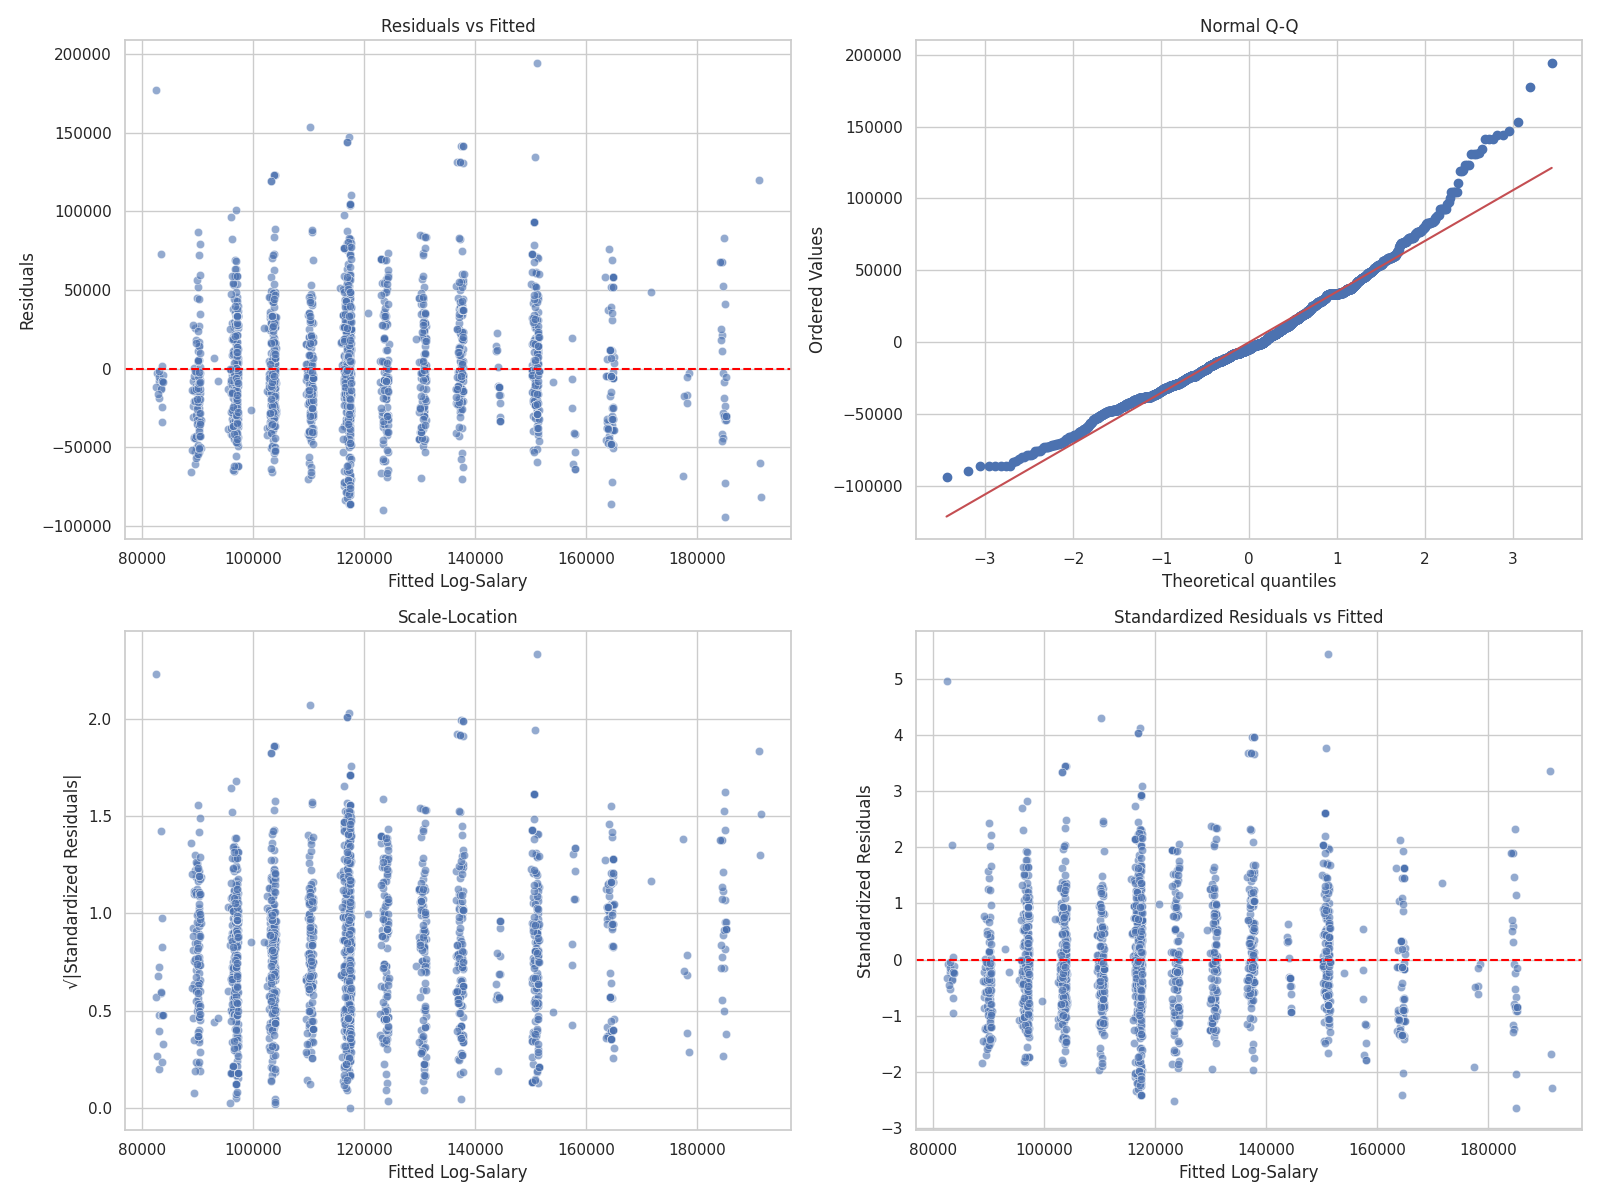 Residuals vs Fitted
200000
150000
100000
50000
0
−50000
−100000
Residuals
80000 100000 120000 140000 160000 180000
Fitted Log-Salary
Normal Q-Q
200000
150000
100000
50000
0
−50000
−100000
Ordered Values
−3 −2 −1 0 1 2 3
Theoretical quantiles
Scale-Location
2.0
1.5
1.0
0.5
0.0
√|Standardized Residuals|
80000 100000 120000 140000 160000 180000
Fitted Log-Salary
Standardized Residuals vs Fitted
5
4
3
2
1
0
−1
−2
−3
Standardized Residuals
80000 100000 120000 140000 160000 180000
Fitted Log-Salary